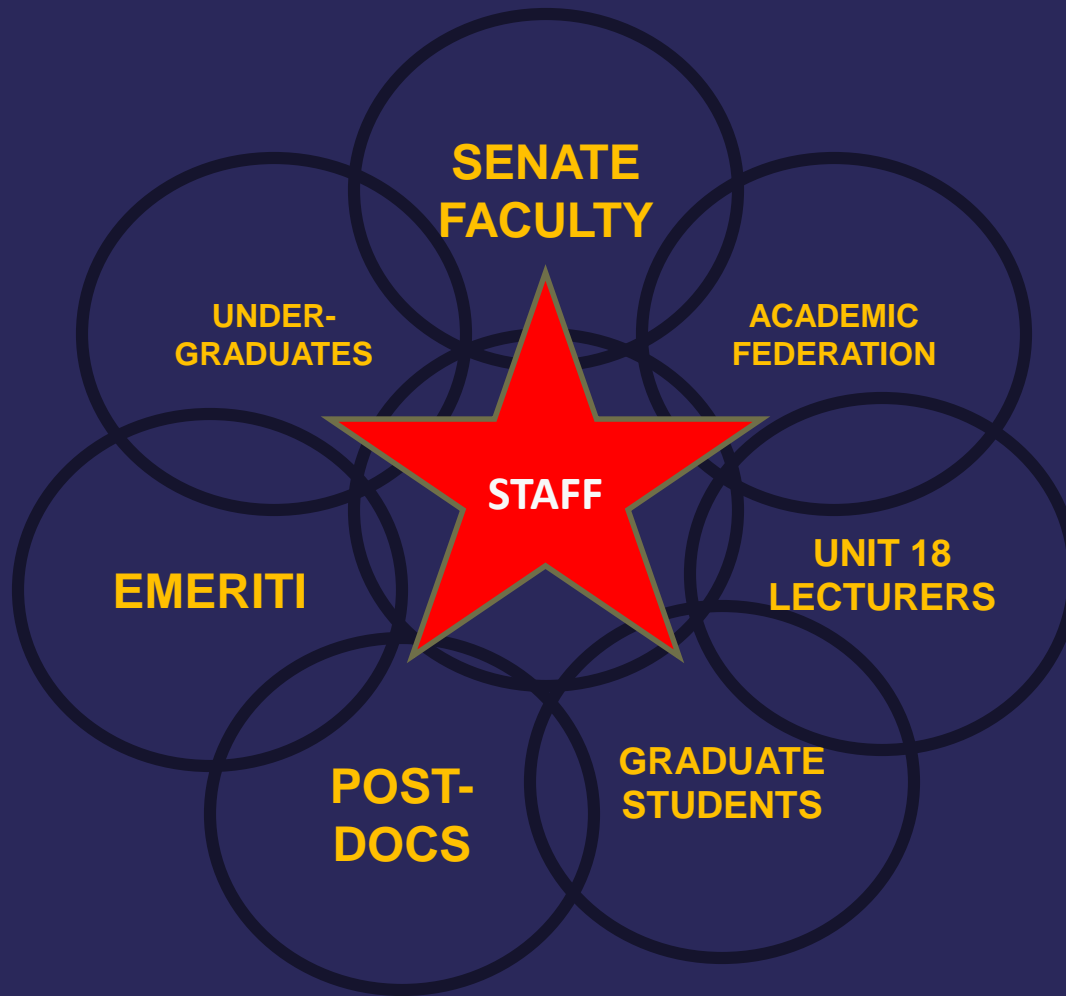 SENATE
FACULTY
UNDER-
GRADUATES
ACADEMIC
FEDERATION
STAFF
EMERITI
UNIT 18
LECTURERS
POST-
DOCS
GRADUATE
STUDENTS